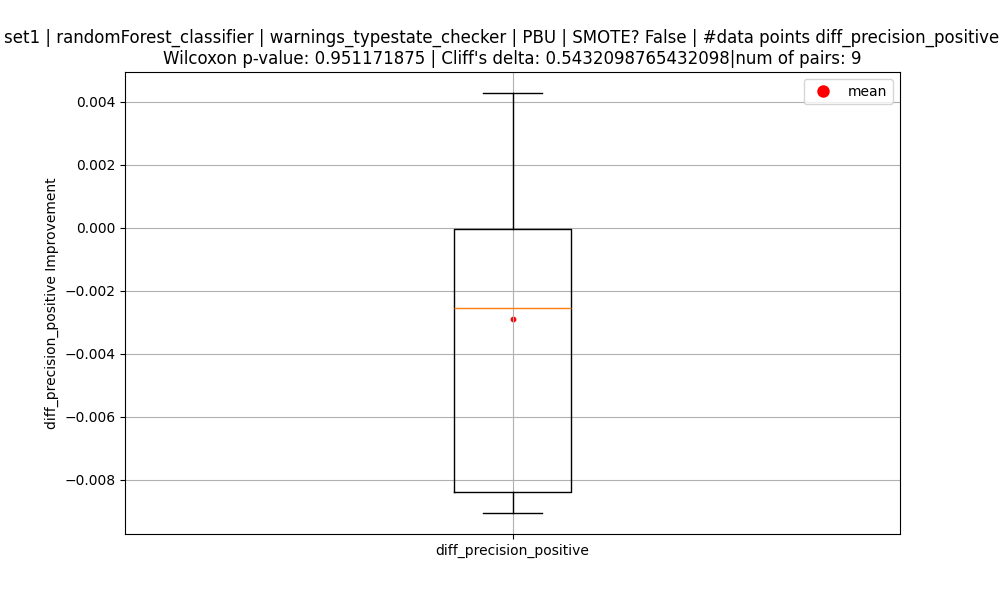 set1 | randomForest_classifier | warnings_typestate_checker | PBU | SMOTE? False | #data points diff_precision_positive
Wilcoxon p-value: 0.951171875 | Cliff's delta: 0.5432098765432098|num of pairs: 9
mean
0.004
0.002
0.000
−0.002
−0.004
−0.006
−0.008
diff_precision_positive Improvement
diff_precision_positive